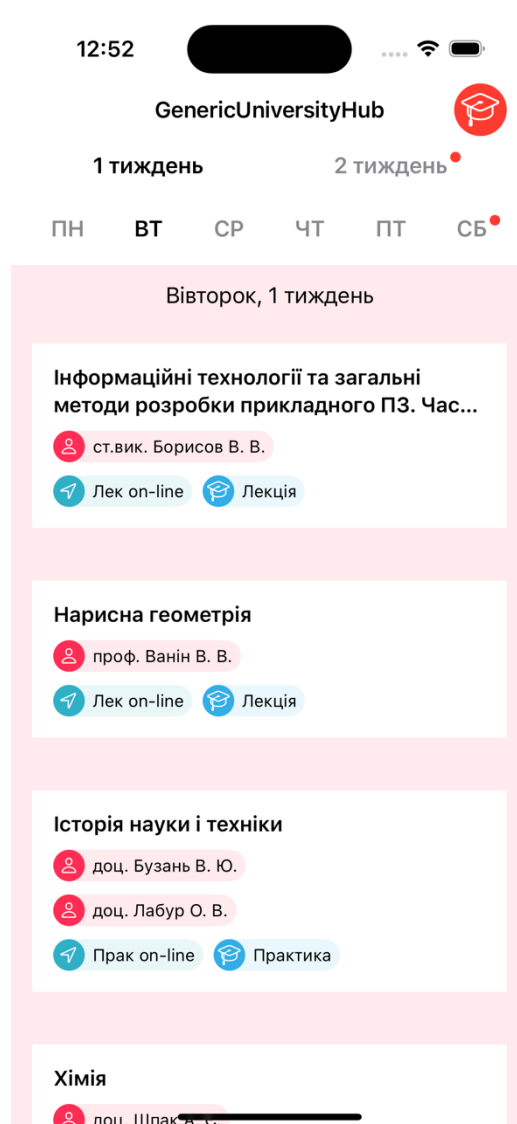 12:52
GenericUniversityHub
1 тиждень
2 тиждень
ПН ВТ СР ЧТ ПТ СБ
Вівторок, 1 тиждень
Інформаційні технології та загальні
методи розробки прикладного ПЗ. Час...
ст.вик. Борисов В. В.
Лек on-line Лекція
Нарисна геометрія
проф. Ванін В. В.
Лек on-line Лекція
Історія науки і техніки
доц. Бузань В. Ю.
доц. Лабур О. В.
Прак on-line Практика
Хімія
доц. Шпак А. Є.